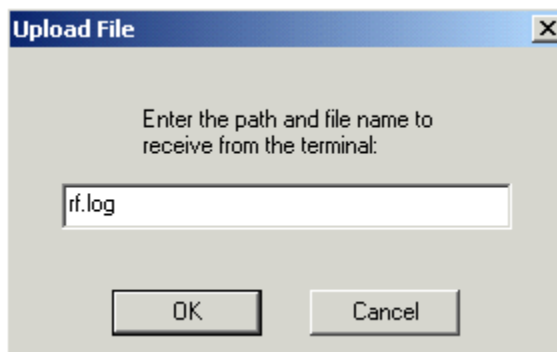 Upload File
Enter the path and file name to
receive from the terminal:
rf.log
OK
Cancel